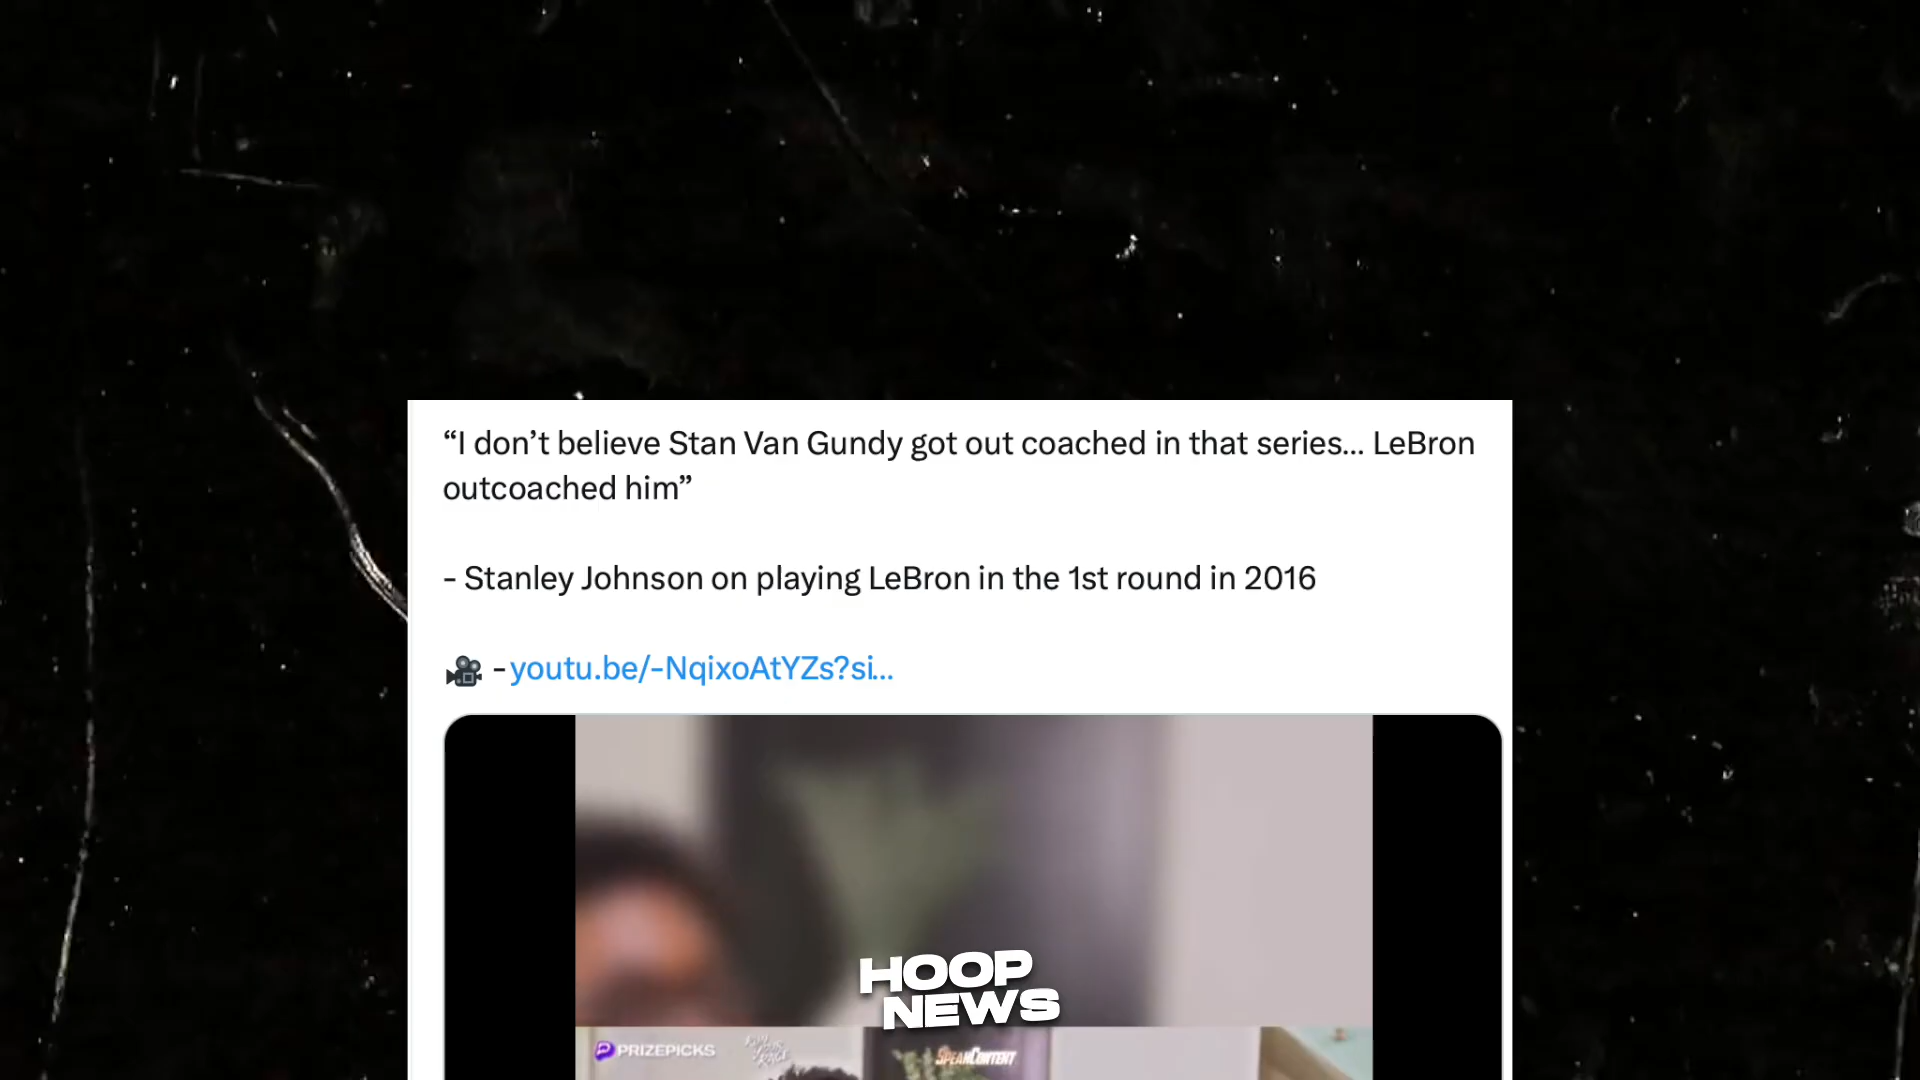 “I don’t believe Stan Van Gundy got out coached in that series... LeBron
outcoached him”
- Stanley Johnson on playing LeBron in the 1st round in 2016
-youtu.be/-NqixoAtYZs?si...
HOOP
NEWS
PRIZEPICKS
SPEAKCONTENT